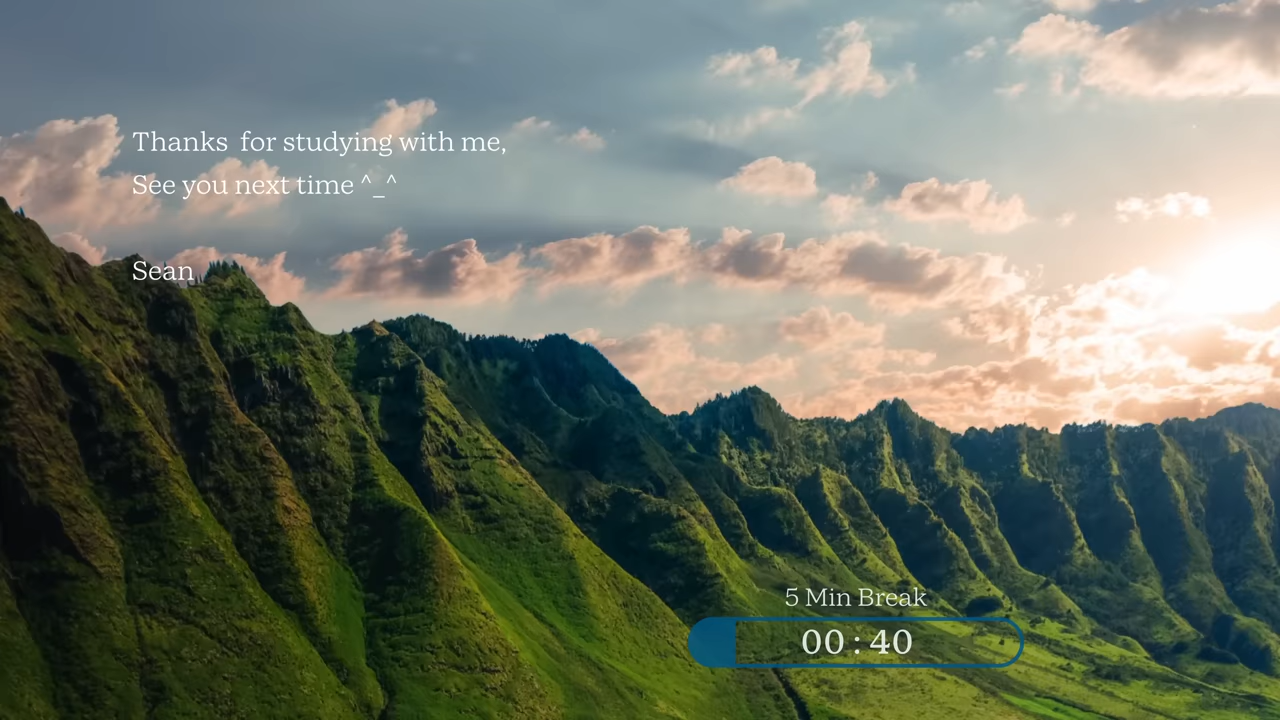 Thanks  for studying with me,
See you next time ^_^
Sean
5 Min Break
00 : 40